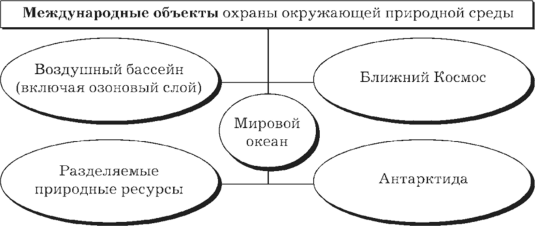 Международные объекты охраны окружающей природной среды
Воздушный бассейн
(включая озоновый слой)
Ближний Космос
Мировой
океан
Разделяемые
природные ресурсы
Антарктида